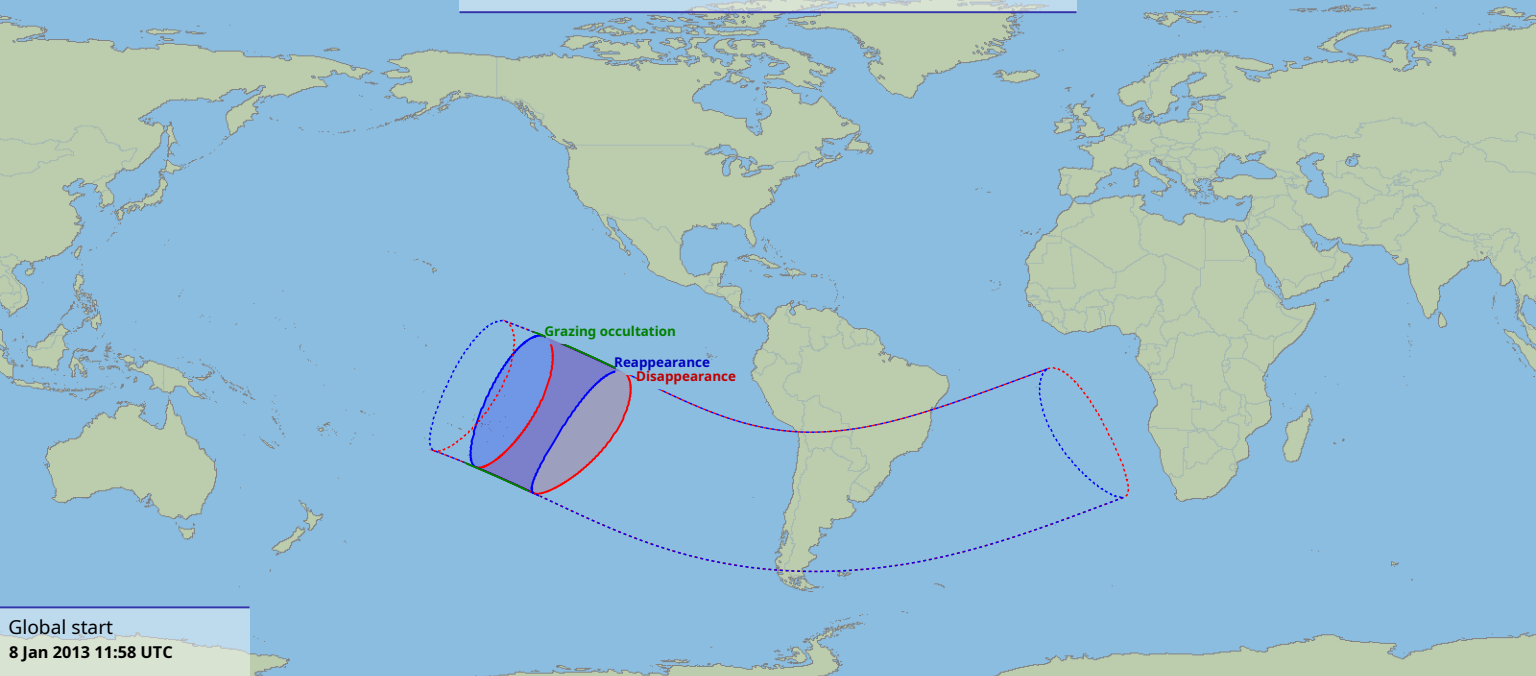 Grazing occultation
Reappearance
Disappearance
Global start
8 Jan 2013 11:58 UTC